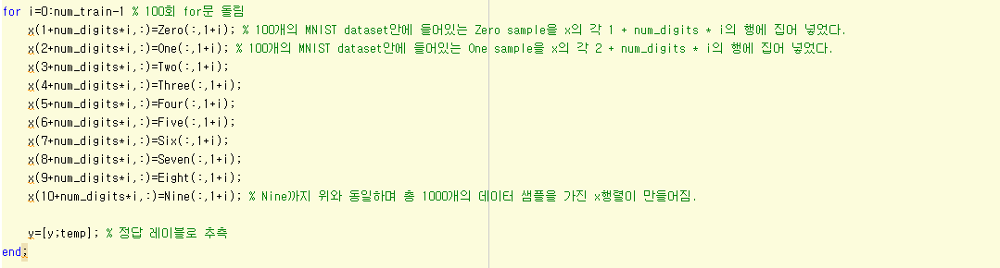 for i=0:num_train-1 % 100회 for문 돌림
x(1+num_digits*i,:)=Zero(:,1+i); % 100개의 MNIST dataset안에 들어있는 Zero sample을 x의 각 1 + num_digits * i의 행에 집어 넣었다.
x(2+num_digits*i,:)=One(:,1+i); % 100개의 MNIST dataset안에 들어있는 One sample을 x의 각 2 + num_digits * i의 행에 집어 넣었다.
x(3+num_digits*i,:)=Two(:,1+i);
x(4+num_digits*i,:)=Three(:,1+i);
x(5+num_digits*i,:)=Four(:,1+i);
x(6+num_digits*i,:)=Five(:,1+i);
x(7+num_digits*i,:)=Six(:,1+i);
x(8+num_digits*i,:)=Seven(:,1+i);
x(9+num_digits*i,:)=Eight(:,1+i);
x(10+num_digits*i,:)=Nine(:,1+i); % Nine까지 위와 동일하며 총 1000개의 데이터 샘플을 가진 x행렬이 만들어짐.
y=[y;temp]; % 정답 레이블로 추측
end;